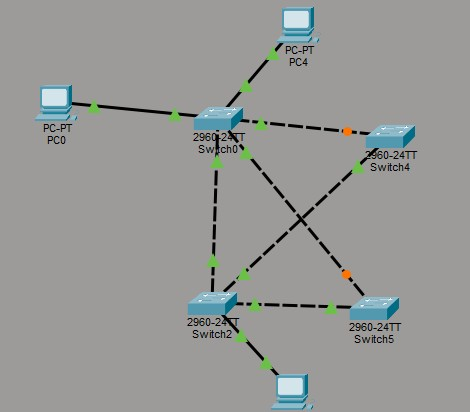 PC-PT
PC4
PC-PT
PC0
2960-24TT
Switch0
2960-24TT
Switch4
2960-24TT
Switch2
2960-24TT
Switch5